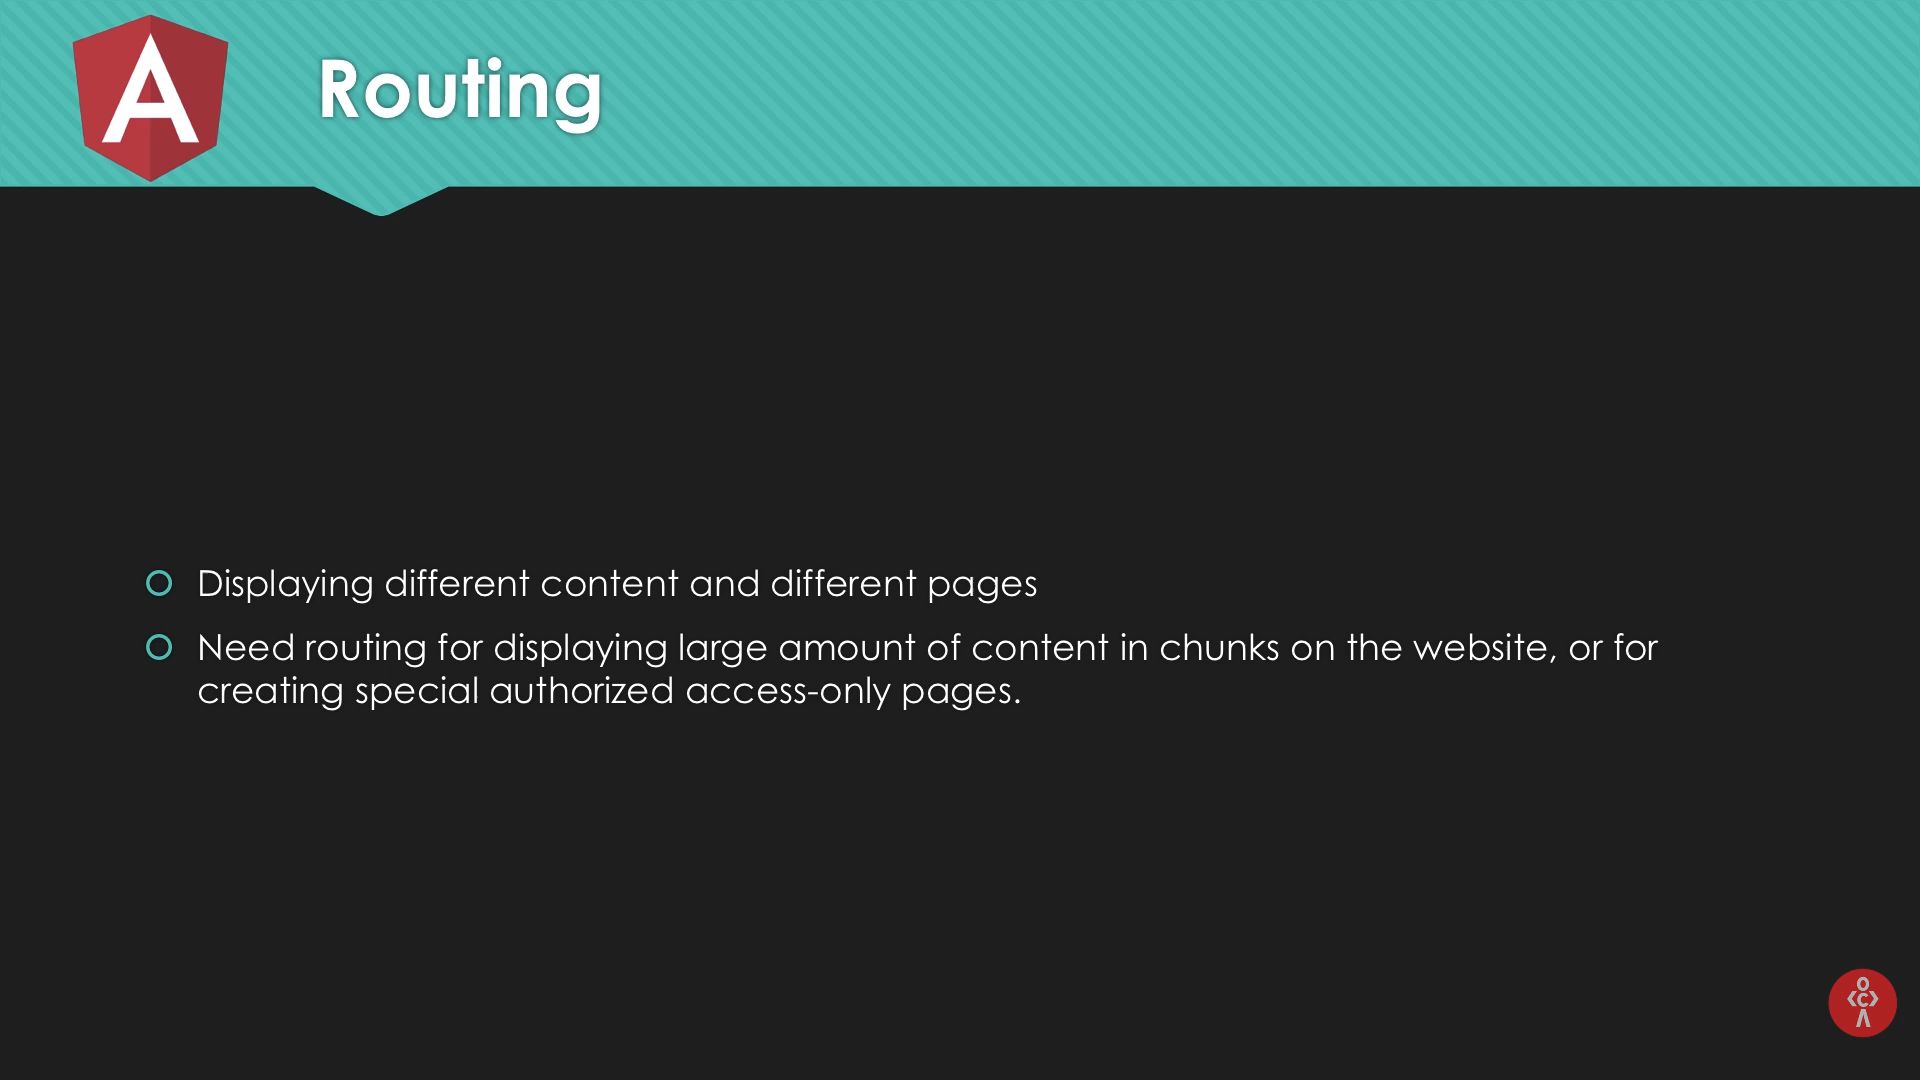 A
Routing
Displaying different content and different pages
Need routing for displaying large amount of content in chunks on the website, or for
creating special authorized access-only pages.